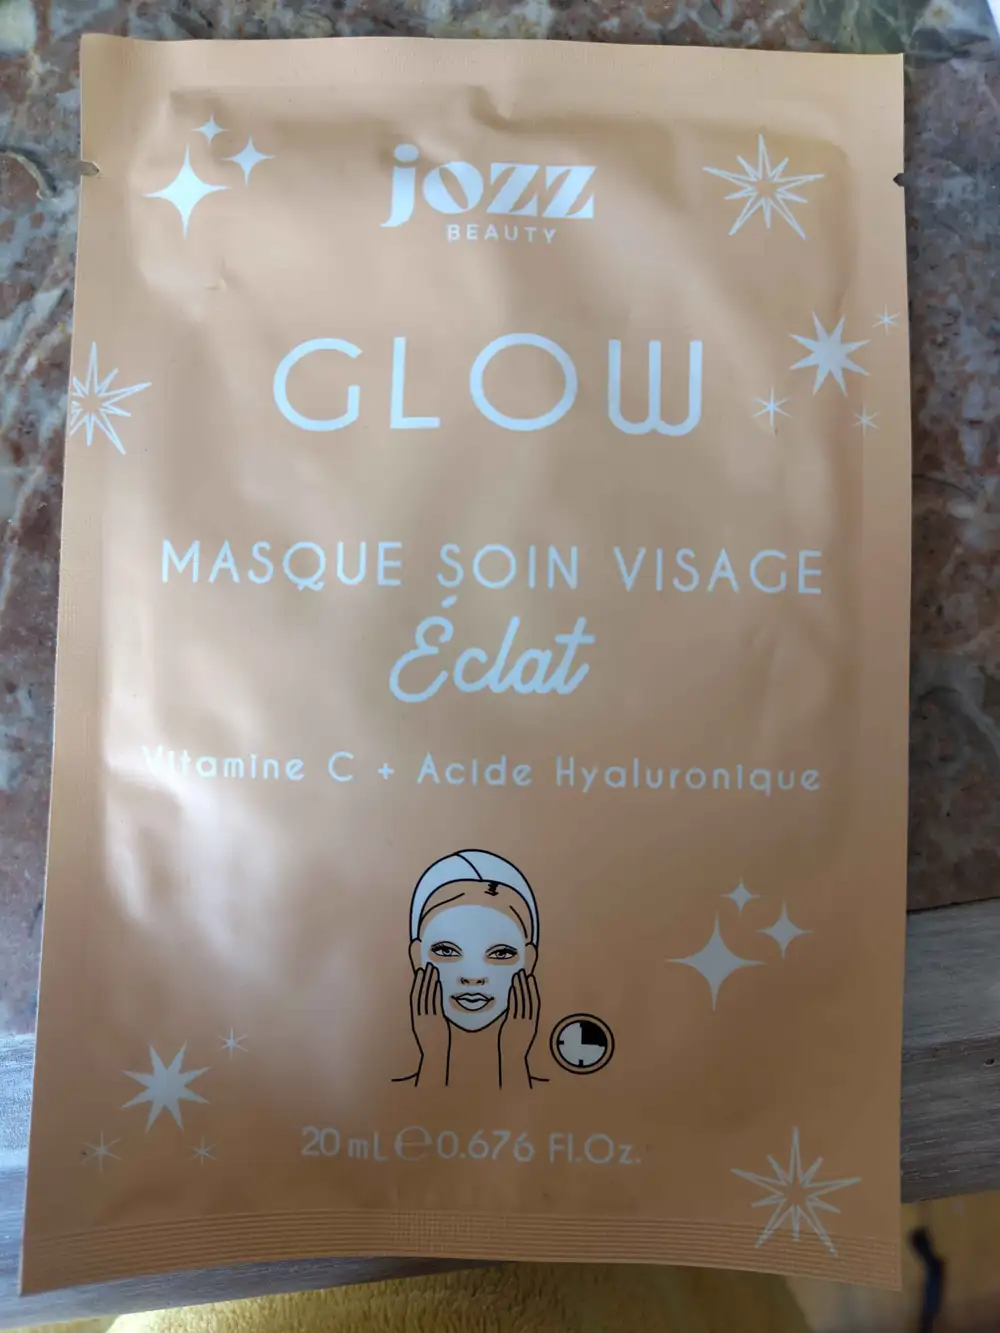 jozz
BEAUTY
GLOW
MASQUE SOIN VISAGE
Éclat
Vitamine C + Acide Hyaluronique
20 mL ℮ 0.676 Fl.Oz.